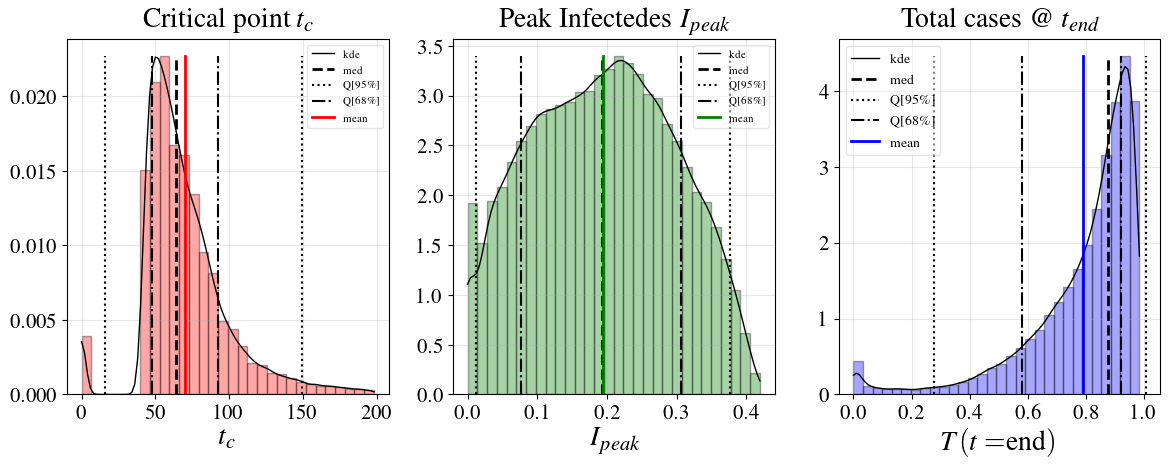 Critical point t_c
0.020
0.015
0.010
0.005
0.000
0
50
100
150
200
t_c
kde
med
Q[95%]
Q[68%]
mean
Peak Infectedes I_peak
3.5
3.0
2.5
2.0
1.5
1.0
0.5
0.0
0.0
0.1
0.2
0.3
0.4
I_peak
kde
med
Q[95%]
Q[68%]
mean
Total cases @ t_end
4
3
2
1
0
0.0
0.2
0.4
0.6
0.8
1.0
T(t =end)
kde
med
Q[95%]
Q[68%]
mean